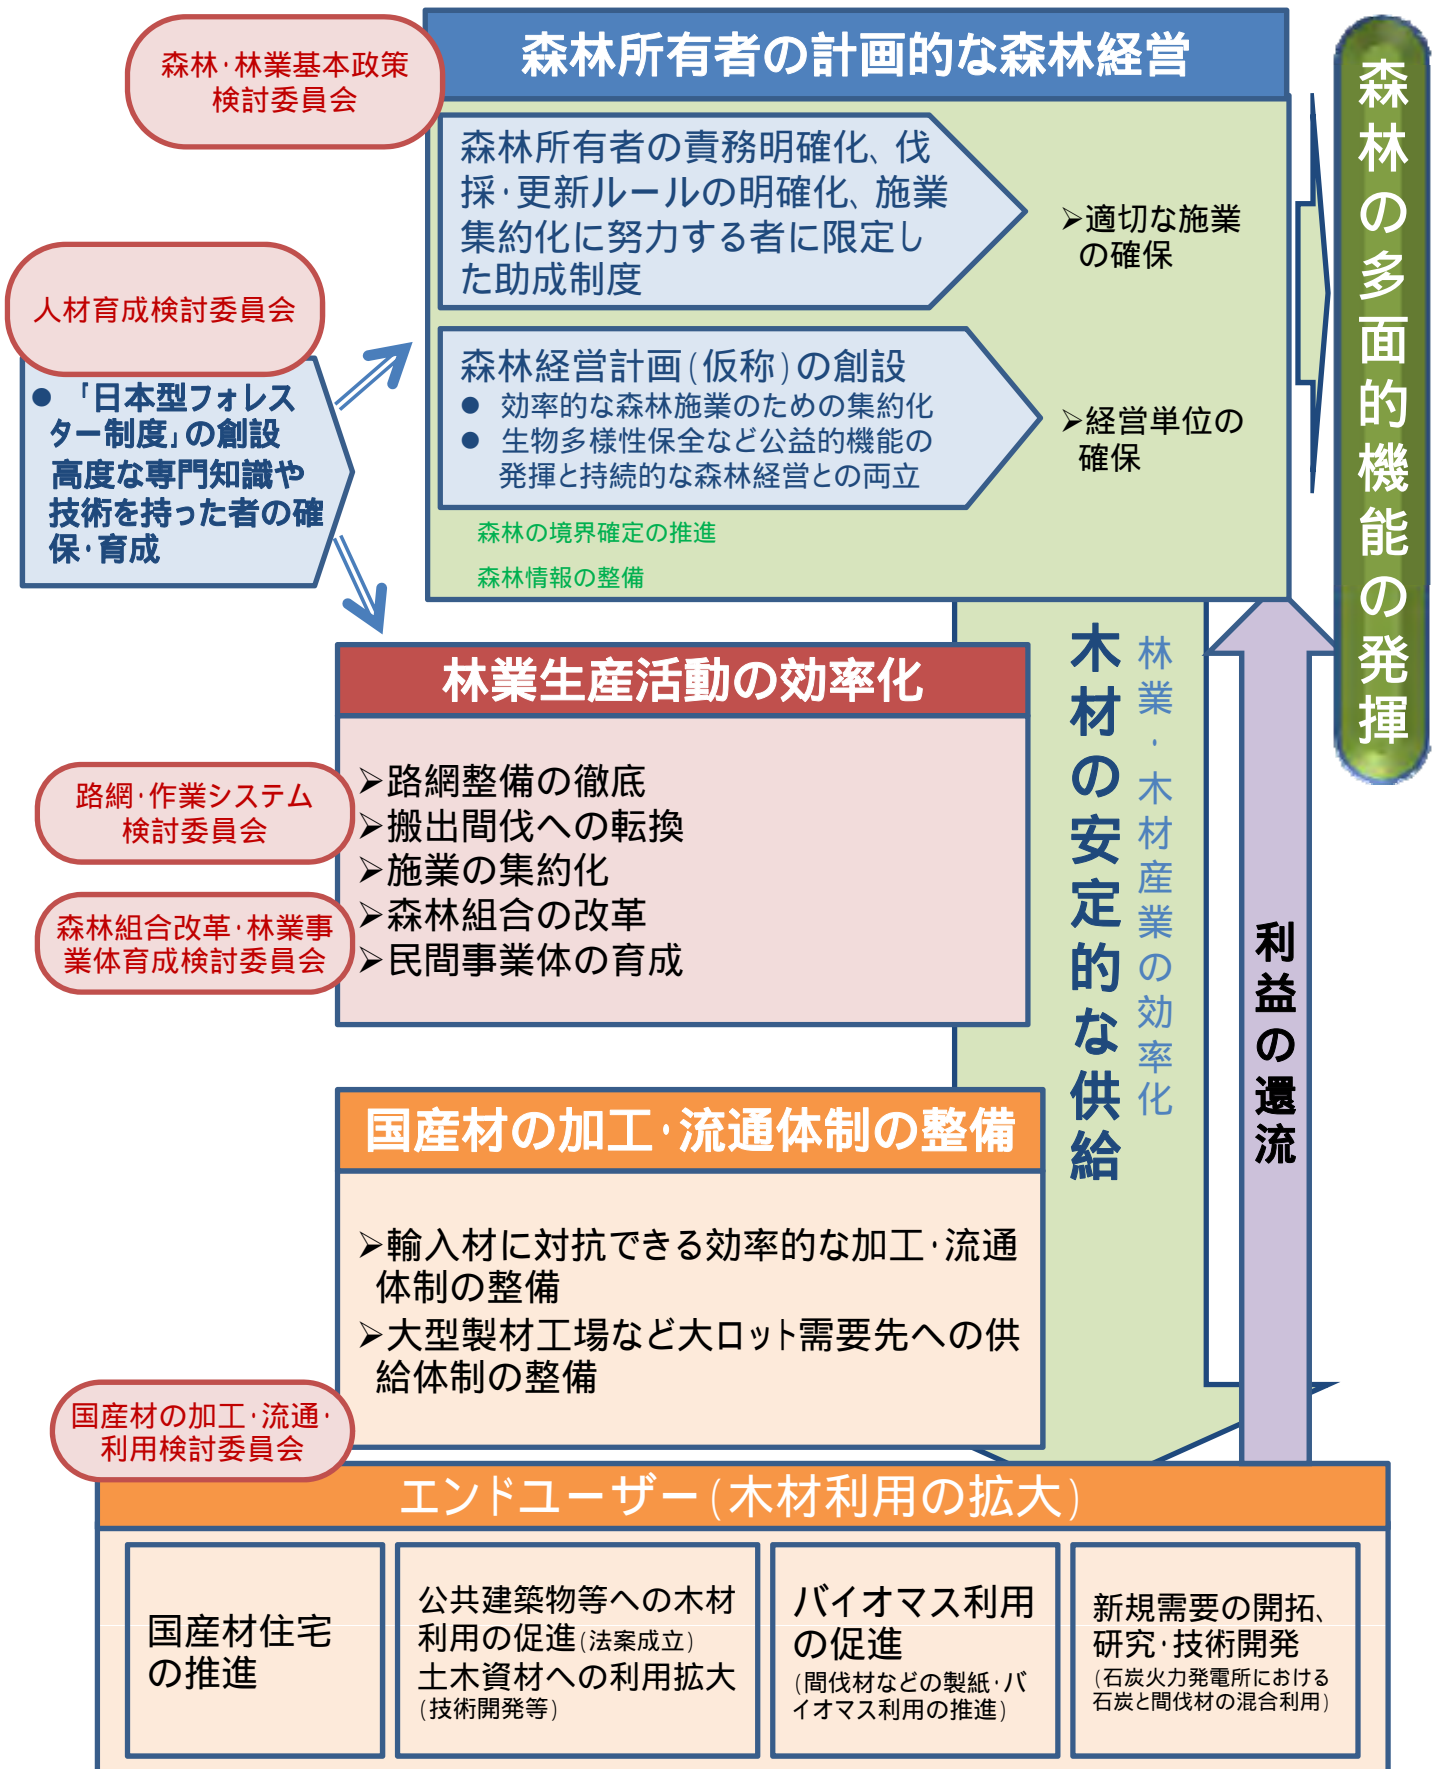 森林・林業基本政策
検討委員会
森林所有者の計画的な森林経営
森林所有者の責務明確化、伐
採・更新ルールの明確化、施業
集約化に努力する者に限定し
た助成制度
➢適切な施業
の確保
森林経営計画(仮称)の創設
● 効率的な森林施業のための集約化
● 生物多様性保全など公益的機能の
発揮と持続的な森林経営との両立
➢経営単位の
確保
森林の境界確定の推進
森林情報の整備
人材育成検討委員会
● 「日本型フォレス
ター制度」の創設
高度な専門知識や
技術を持った者の確
保・育成
森林の多面的機能の発揮
林業生産活動の効率化
➢路網整備の徹底
➢搬出間伐への転換
➢施業の集約化
➢森林組合の改革
➢民間事業体の育成
路網・作業システム
検討委員会
森林組合改革・林業事
業体育成検討委員会
木材の安定的な供給
林業・木材産業の効率化
利益の還流
国産材の加工・流通体制の整備
➢輸入材に対抗できる効率的な加工・流通
体制の整備
➢大型製材工場など大ロット需要先への供
給体制の整備
国産材の加工・流通・
利用検討委員会
エンドユーザー(木材利用の拡大)
国産材住宅
の推進
公共建築物等への木材
利用の促進(法案成立)
土木資材への利用拡大
(技術開発等)
バイオマス利用
の促進
(間伐材などの製紙・バ
イオマス利用の推進)
新規需要の開拓、
研究・技術開発
(石炭火力発電所における
石炭と間伐材の混合利用)